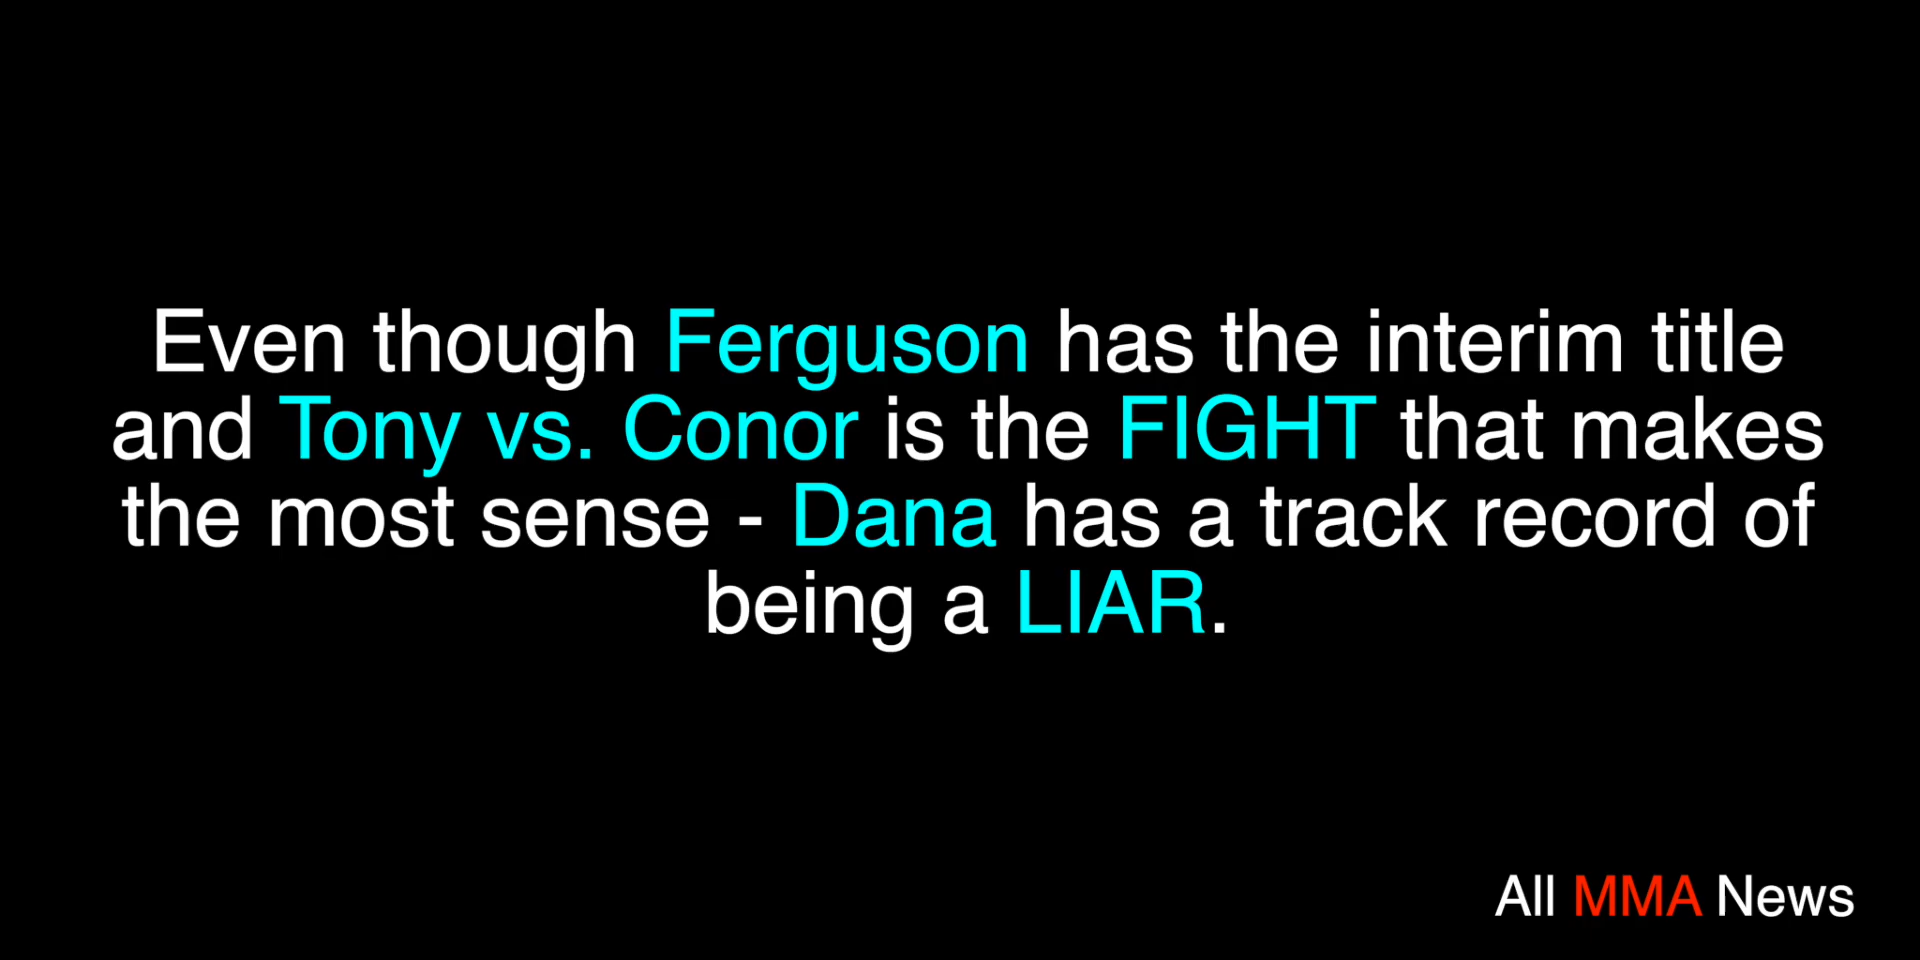 Even though Ferguson has the interim title
and Tony vs. Conor is the FIGHT that makes
the most sense - Dana has a track record of
being a LIAR.
All MMA News